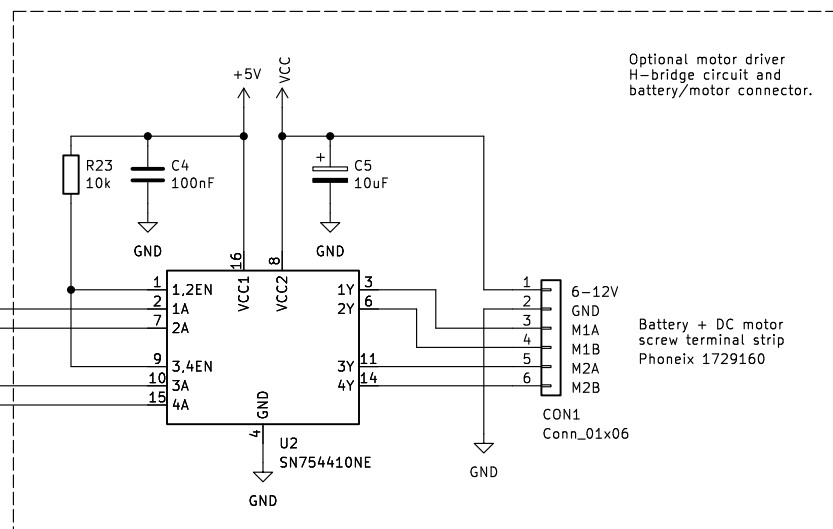 Optional motor driver
H-bridge circuit and
battery/motor connector.
+5V
VCC
R23
10k
C4
100nF
GND
+
C5
10uF
GND
16
8
VCC1
VCC2
1
1,2EN
2
1A
7
2A
9
3,4EN
10
3A
15
4A
1Y
3
2Y
6
3Y
11
4Y
14
GND
4
U2
SN754410NE
GND
1
6-12V
2
GND
3
M1A
4
M1B
5
M2A
6
M2B
CON1
Conn_01x06
GND
Battery + DC motor
screw terminal strip
Phoneix 1729160